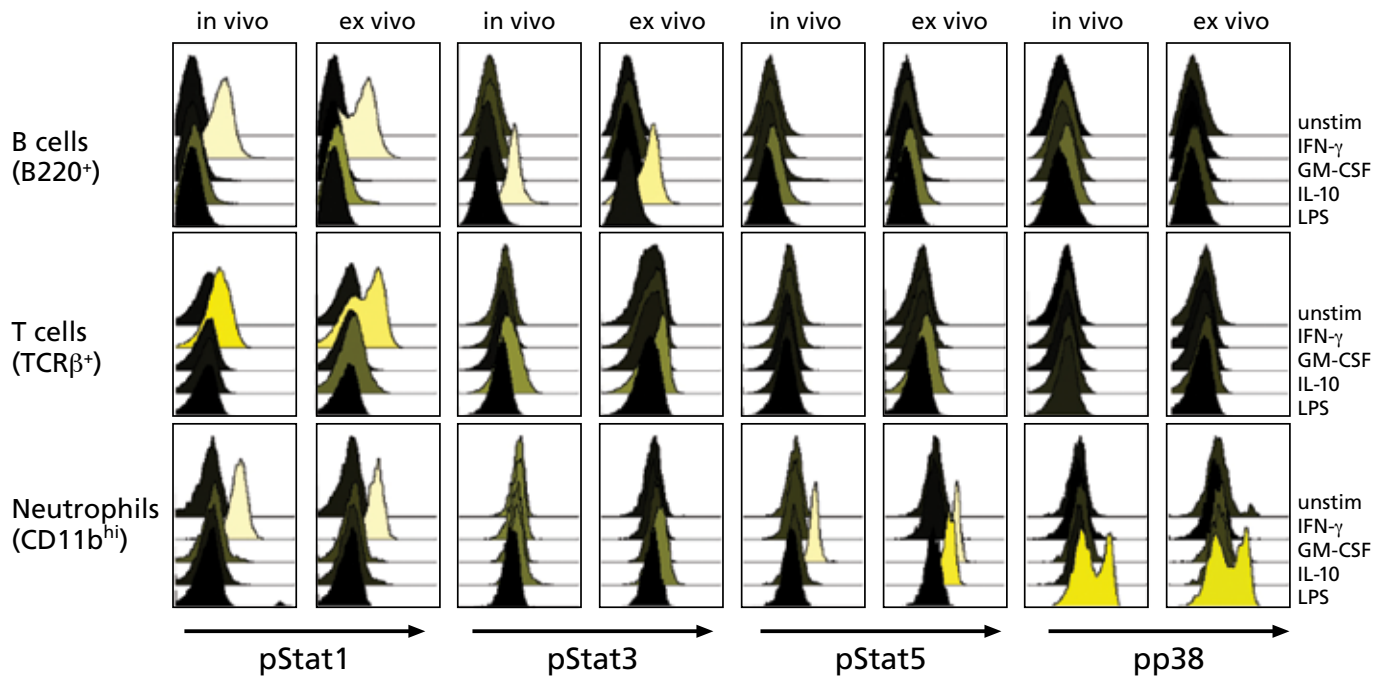 in vivo ex vivo in vivo ex vivo in vivo ex vivo in vivo ex vivo
B cells
(B220⁺)
unstim
IFN-γ
GM-CSF
IL-10
LPS
T cells
(TCRβ⁺)
unstim
IFN-γ
GM-CSF
IL-10
LPS
Neutrophils
(CD11bʰⁱ)
unstim
IFN-γ
GM-CSF
IL-10
LPS
pStat1 pStat3 pStat5 pp38